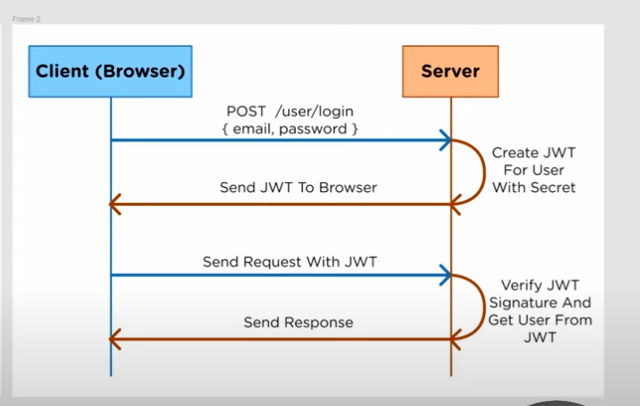 Frame 2
Client (Browser)
Server
POST /user/login
{ email, password }
Create JWT
For User
With Secret
Send JWT To Browser
Send Request With JWT
Verify JWT
Signature And
Get User From
JWT
Send Response